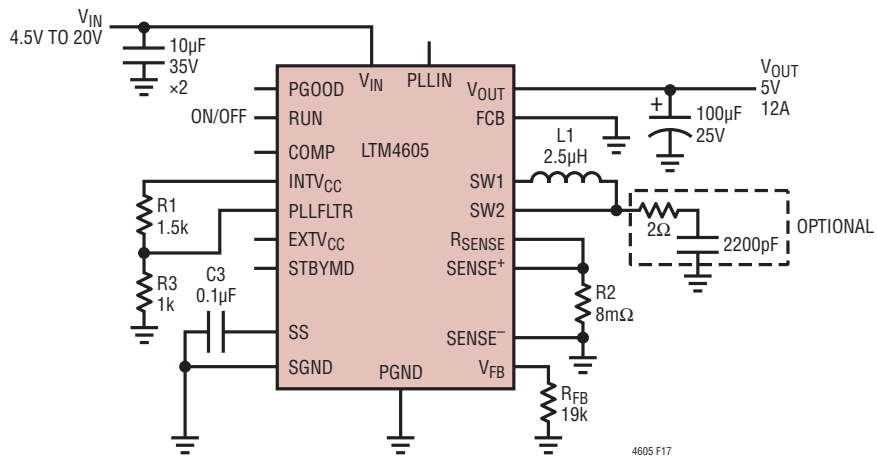 VIN
4.5V TO 20V
10µF
35V
×2
ON/OFF
PGOOD
RUN
COMP
INTVCC
PLLFLTR
EXTVCC
STBYMD
SS
SGND
VIN
PLLIN
LTM4605
PGND
VOUT
FCB
SW1
SW2
RSENSE
SENSE+
SENSE–
VFB
R1
1.5k
R3
1k
C3
0.1µF
L1
2.5µH
+
100µF
25V
VOUT
5V
12A
2Ω
2200pF
OPTIONAL
R2
8mΩ
RFB
19k
4605 F17